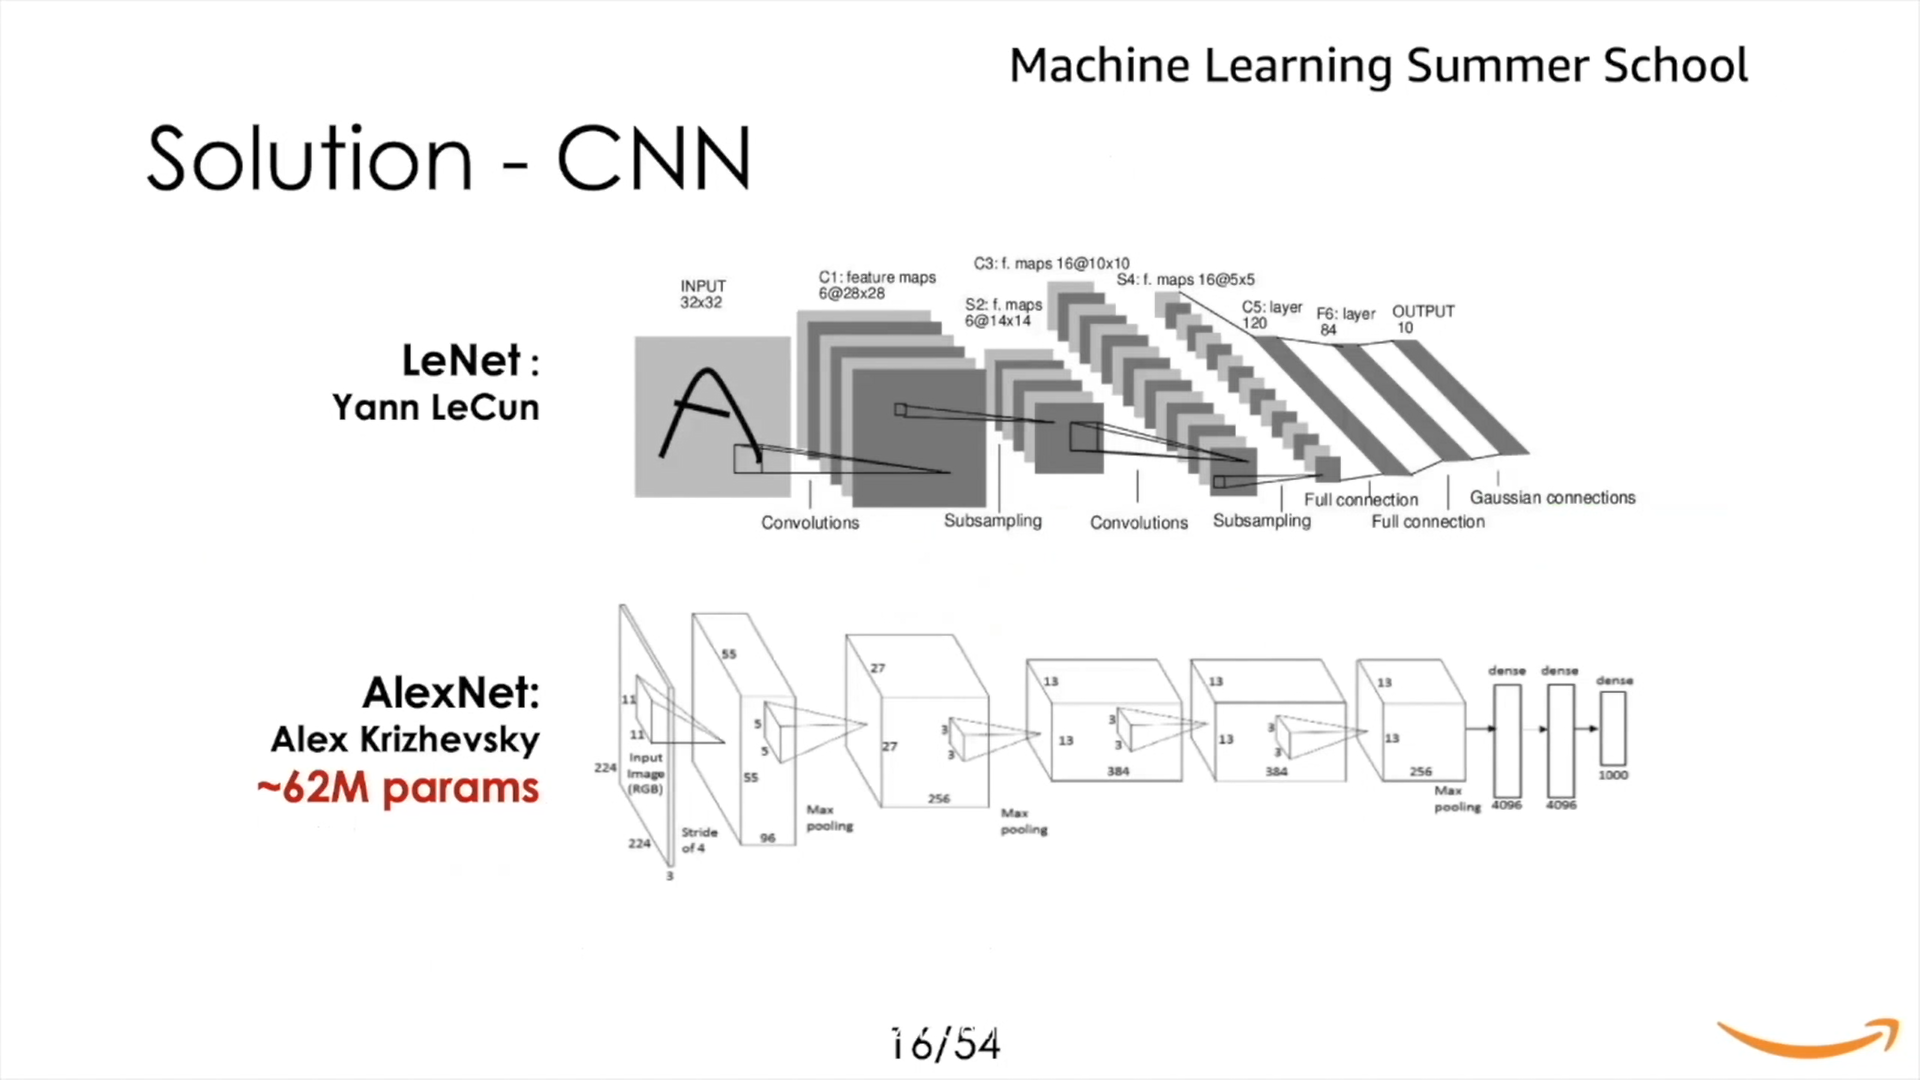 Machine Learning Summer School
Solution - CNN
LeNet :
Yann LeCun
INPUT
32x32
C1: feature maps
6@28x28
S2: f. maps
6@14x14
C3: f. maps 16@10x10
S4: f. maps 16@5x5
C5: layer
120
F6: layer
84
OUTPUT
10
Convolutions
Subsampling
Convolutions
Subsampling
Full connection
Full connection
Gaussian connections
AlexNet:
Alex Krizhevsky
~62M params
11
11
Input
Image
(RGB)
224
224
3
Stride
of 4
55
55
96
5
5
Max
pooling
27
27
256
3
3
Max
pooling
13
13
384
3
3
13
13
384
3
3
13
13
256
Max
pooling
dense
4096
dense
4096
dense
1000
16/54